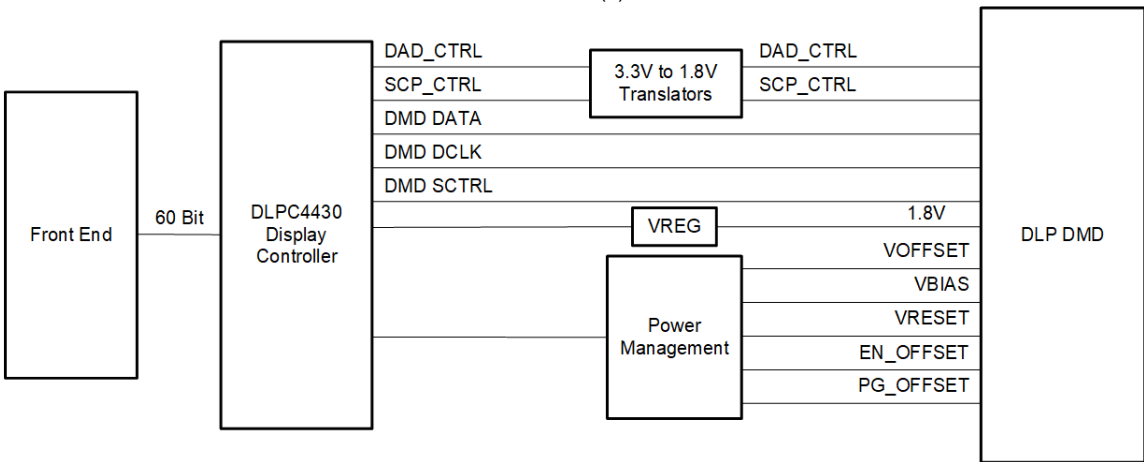 DAD_CTRL
SCP_CTRL
DMD DATA
DMD DCLK
DMD SCTRL
3.3V to 1.8V
Translators
DAD_CTRL
SCP_CTRL
Front End
60 Bit
DLPC4430
Display
Controller
VREG
1.8V
Power
Management
VOFFSET
VBIAS
VRESET
EN_OFFSET
PG_OFFSET
DLP DMD